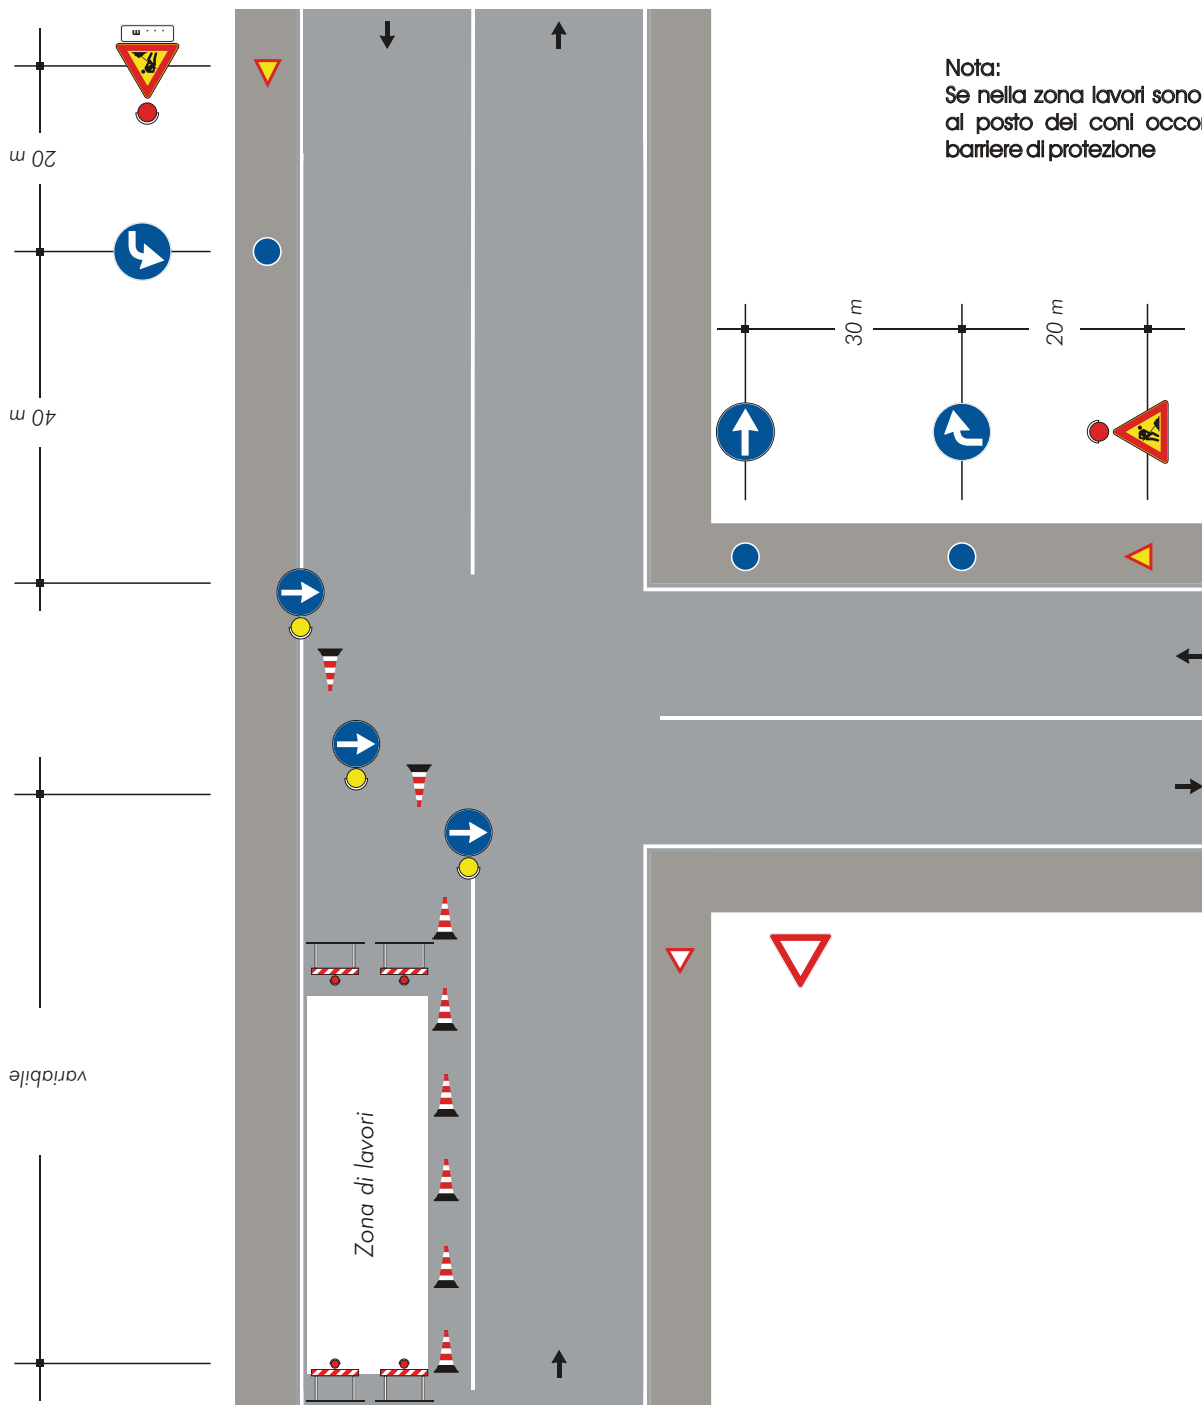 Nota:
Se nella zona lavori sono
al posto dei coni
barriere di protezione
20 m
40 m
30 m
20 m
variabile
Zona di lavori